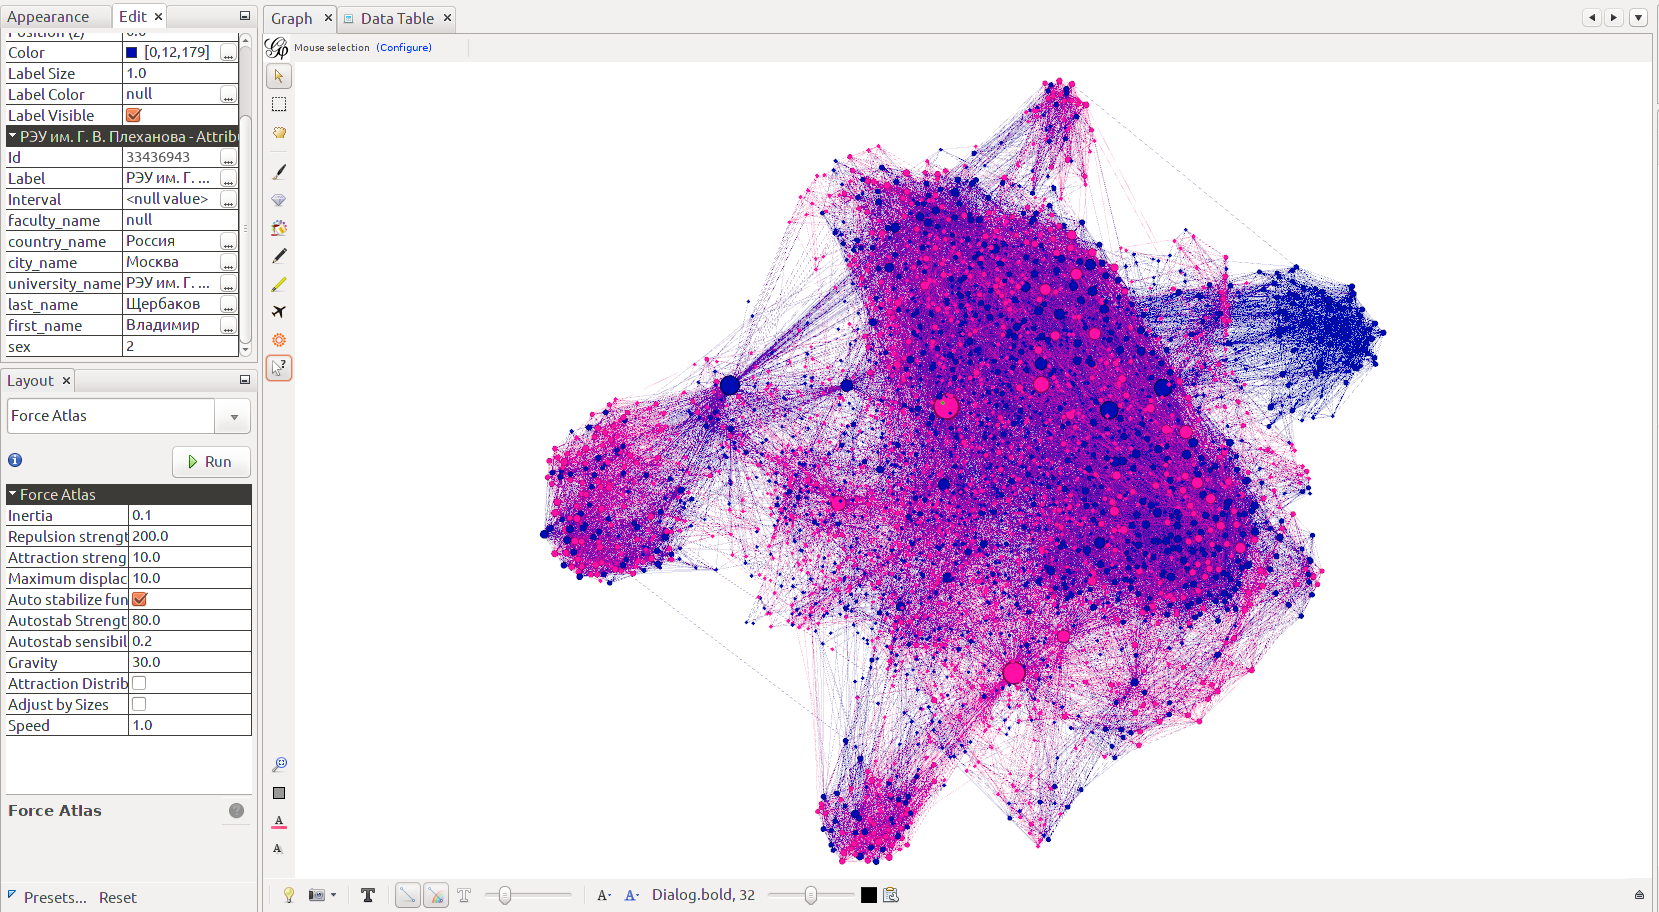 Appearance
Edit
Color [0,12,179]
Label Size 1.0
Label Color null
Label Visible
РЭУ им. Г. В. Плеханова - Attribu
Id 33436943
Label РЭУ им. Г. ...
Interval <null value>
faculty_name null
country_name Россия
city_name Москва
university_name РЭУ им. Г. ...
last_name Щербаков
first_name Владимир
sex 2
Layout
Force Atlas
Run
Force Atlas
Inertia 0.1
Repulsion strengt 200.0
Attraction streng 10.0
Maximum displac 10.0
Auto stabilize fun
Autostab Strengt 80.0
Autostab sensibil 0.2
Gravity 30.0
Attraction Distrib
Adjust by Sizes
Speed 1.0
Force Atlas
Presets... Reset
Graph
Data Table
Mouse selection (Configure)
Dialog.bold, 32